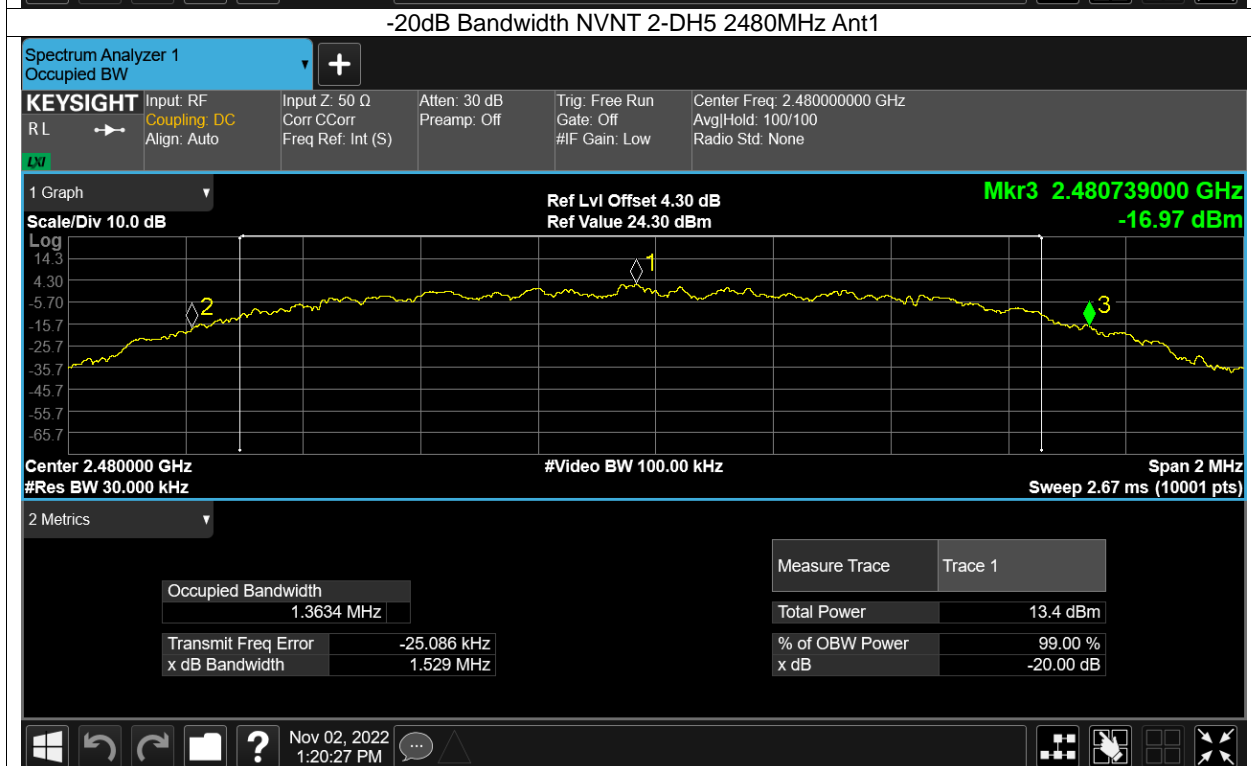 -20dB Bandwidth NVNT 2-DH5 2480MHz Ant1
Spectrum Analyzer 1
Occupied BW
KEYSIGHT
R L
LXI
Input: RF
Coupling: DC
Align: Auto
Input Z: 50 Ω
Corr CCorr
Freq Ref: Int (S)
Atten: 30 dB
Preamp: Off
Trig: Free Run
Gate: Off
#IF Gain: Low
Center Freq: 2.480000000 GHz
Avg|Hold: 100/100
Radio Std: None
1 Graph
Scale/Div 10.0 dB
Ref Lvl Offset 4.30 dB
Ref Value 24.30 dBm
Mkr3 2.480739000 GHz
-16.97 dBm
Log
14.3
4.30
-5.70
-15.7
-25.7
-35.7
-45.7
-55.7
-65.7
1
2
3
Center 2.480000 GHz
#Video BW 100.00 kHz
Span 2 MHz
#Res BW 30.000 kHz
Sweep 2.67 ms (10001 pts)
2 Metrics
Measure Trace Trace 1
Occupied Bandwidth
1.3634 MHz
Total Power 13.4 dBm
Transmit Freq Error -25.086 kHz
% of OBW Power 99.00 %
x dB Bandwidth 1.529 MHz
x dB -20.00 dB
?
Nov 02, 2022
1:20:27 PM